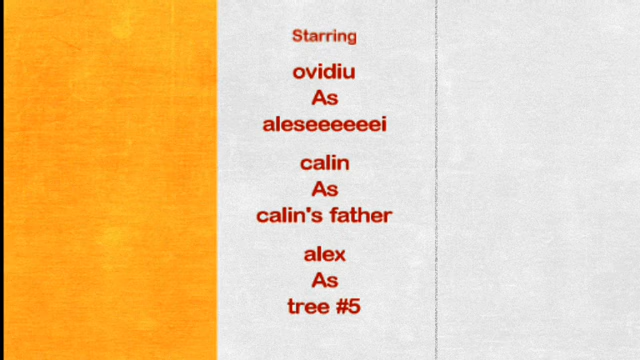 Starring
ovidiu
As
aleseeeeeei
calin
As
calin's father
alex
As
tree #5